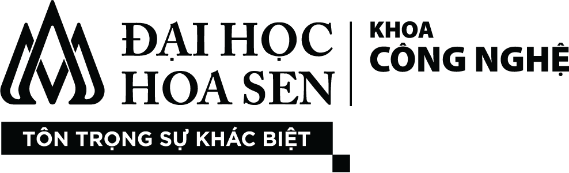 ĐẠI HỌC
HOA SEN
KHOA
CÔNG NGHỆ
TÔN TRỌNG SỰ KHÁC BIỆT